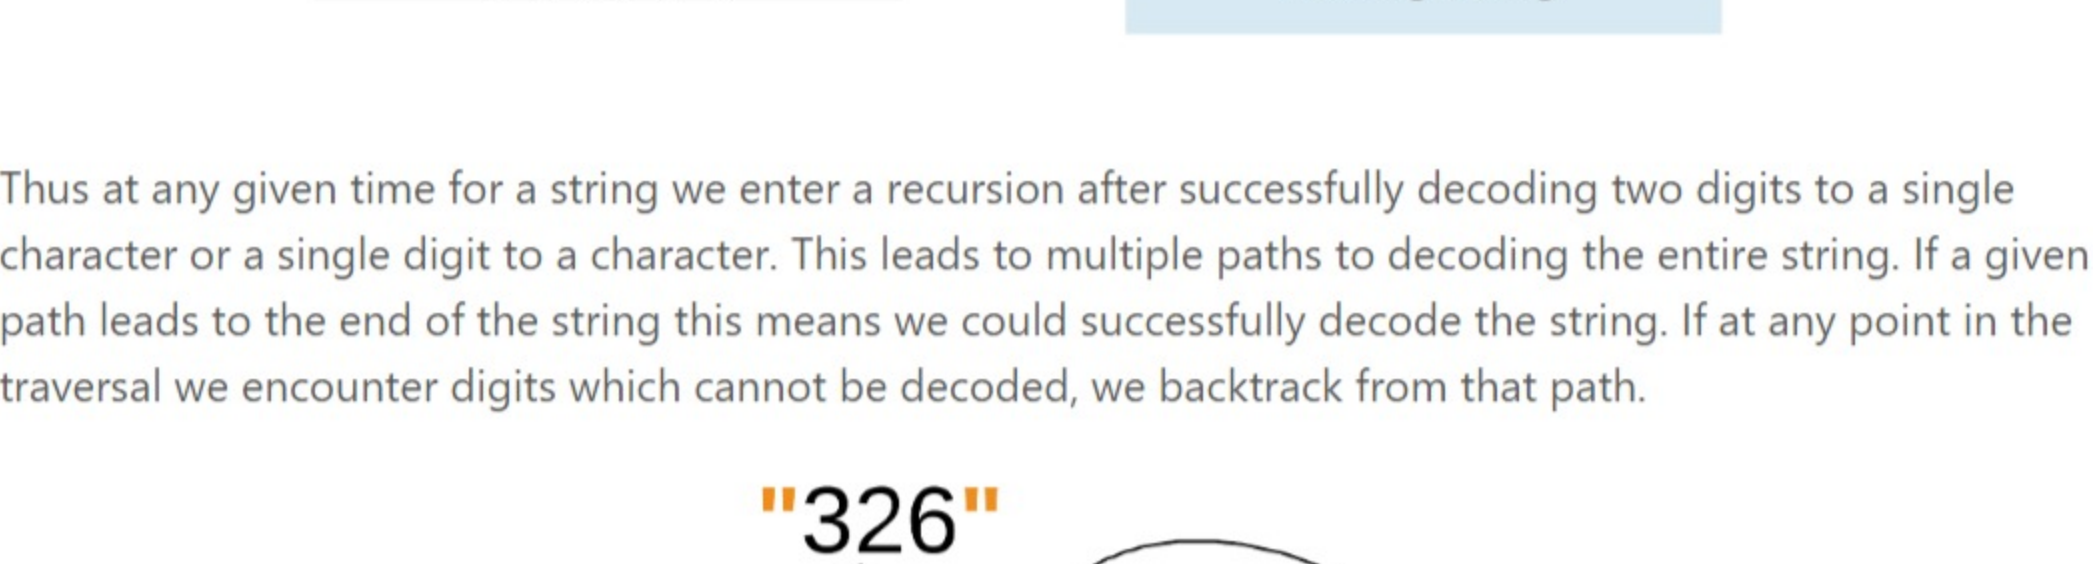 Thus at any given time for a string we enter a recursion after successfully decoding two digits to a single
character or a single digit to a character. This leads to multiple paths to decoding the entire string. If a given
path leads to the end of the string this means we could successfully decode the string. If at any point in the
traversal we encounter digits which cannot be decoded, we backtrack from that path.
"326"